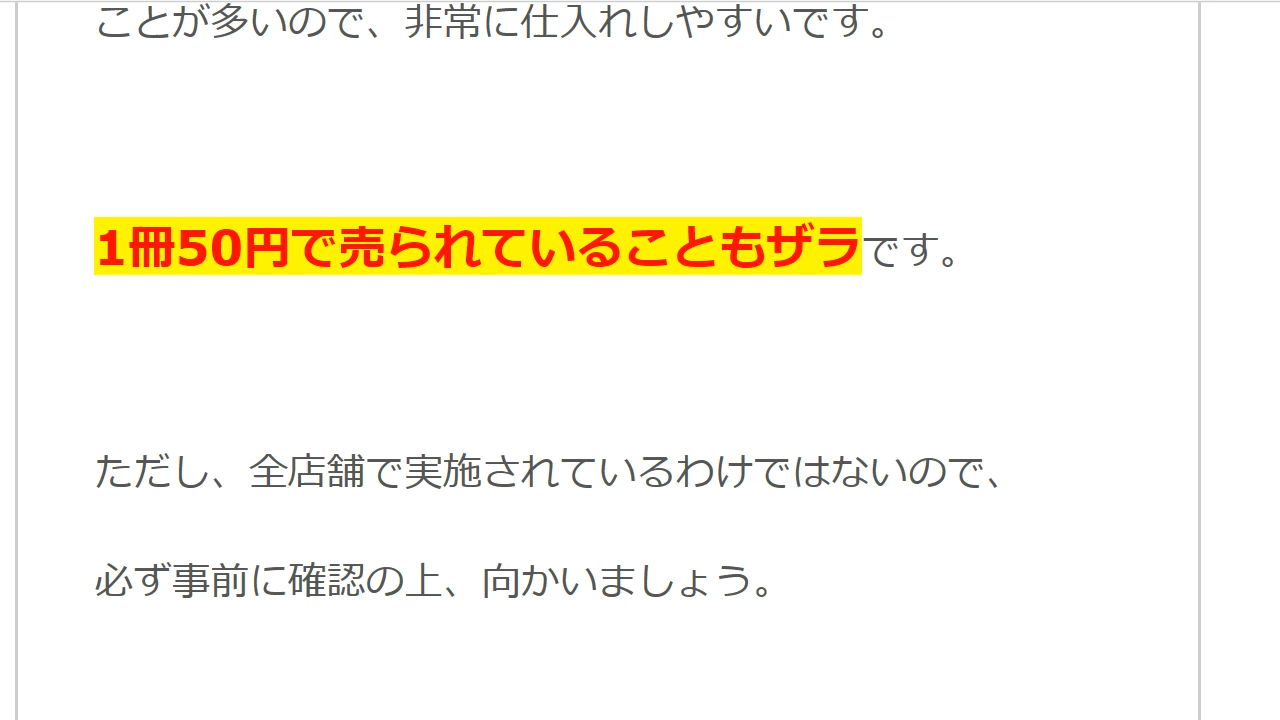 ことが多いので、非常に仕入れしやすいです。
1冊50円で売られていることもザラです。
ただし、全店舗で実施されているわけではないので、
必ず事前に確認の上、向かいましょう。